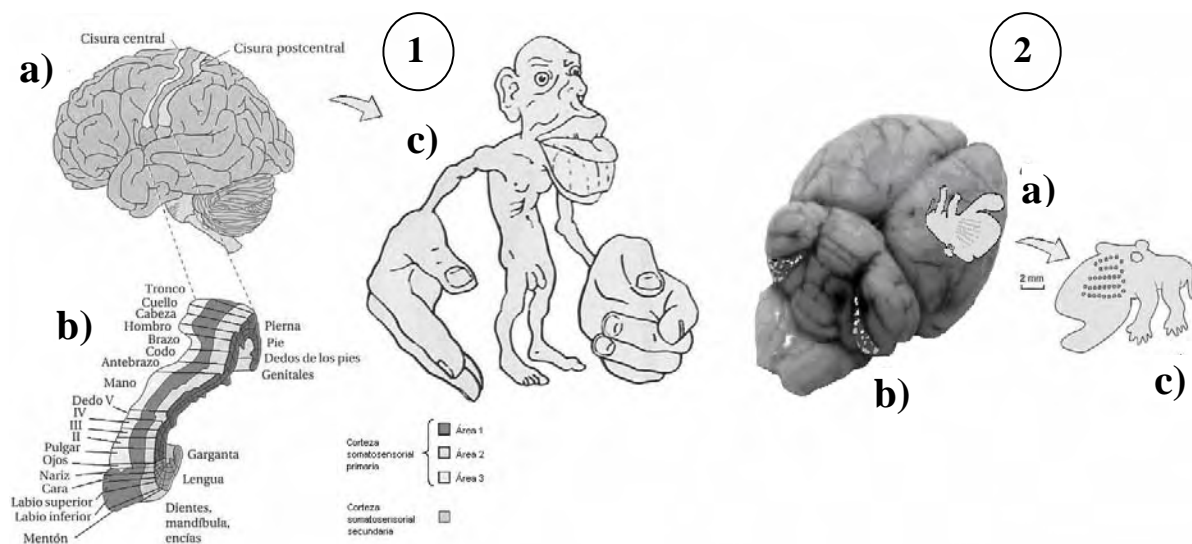 Cisura central
Cisura postcentral
1
2
a)
c)
a)
2 mm
b)
c)
b)
Tronco
Cuello
Cabeza
Hombro
Brazo
Codo
Antebrazo
Mano
Dedo V
IV
III
II
Pulgar
Ojos
Nariz
Cara
Labio superior
Labio inferior
Mentón
Pierna
Pie
Dedos de los pies
Genitales
Garganta
Lengua
Dientes,
mandíbula,
encías
Corteza
somatosensorial
primaria
Área 1
Área 2
Área 3
Corteza
somatosensorial
secundaria